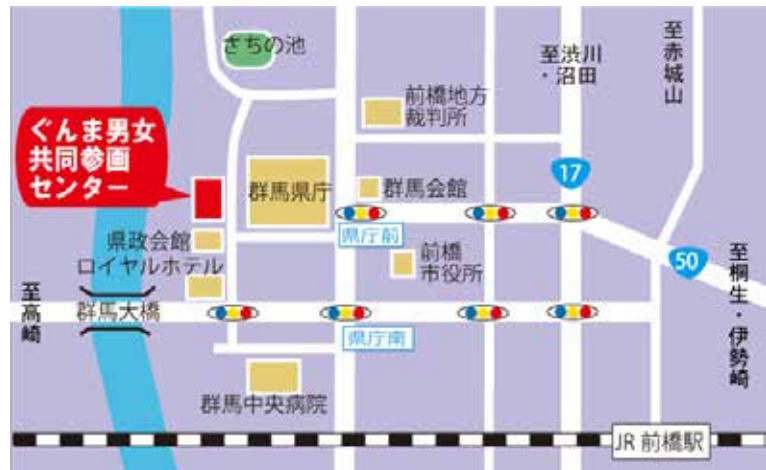 さちの池
至渋川
・沼田
至赤城山
前橋地方
裁判所
ぐんま男女
共同参画
センター
群馬県庁
群馬会館
17
県庁前
県政会館
前橋
市役所
50
至桐生・伊勢崎
ロイヤルホテル
至高崎
群馬大橋
県庁南
群馬中央病院
JR 前橋駅